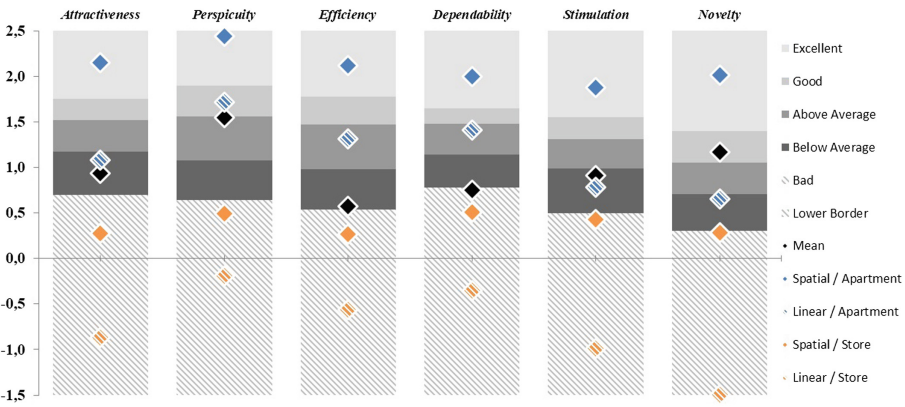 Attractiveness Perspicuity Efficiency Dependability Stimulation Novelty
2,5
2,0
1,5
1,0
0,5
0,0
-0,5
-1,0
-1,5
Excellent
Good
Above Average
Below Average
Bad
Lower Border
Mean
Spatial / Apartment
Linear / Apartment
Spatial / Store
Linear / Store